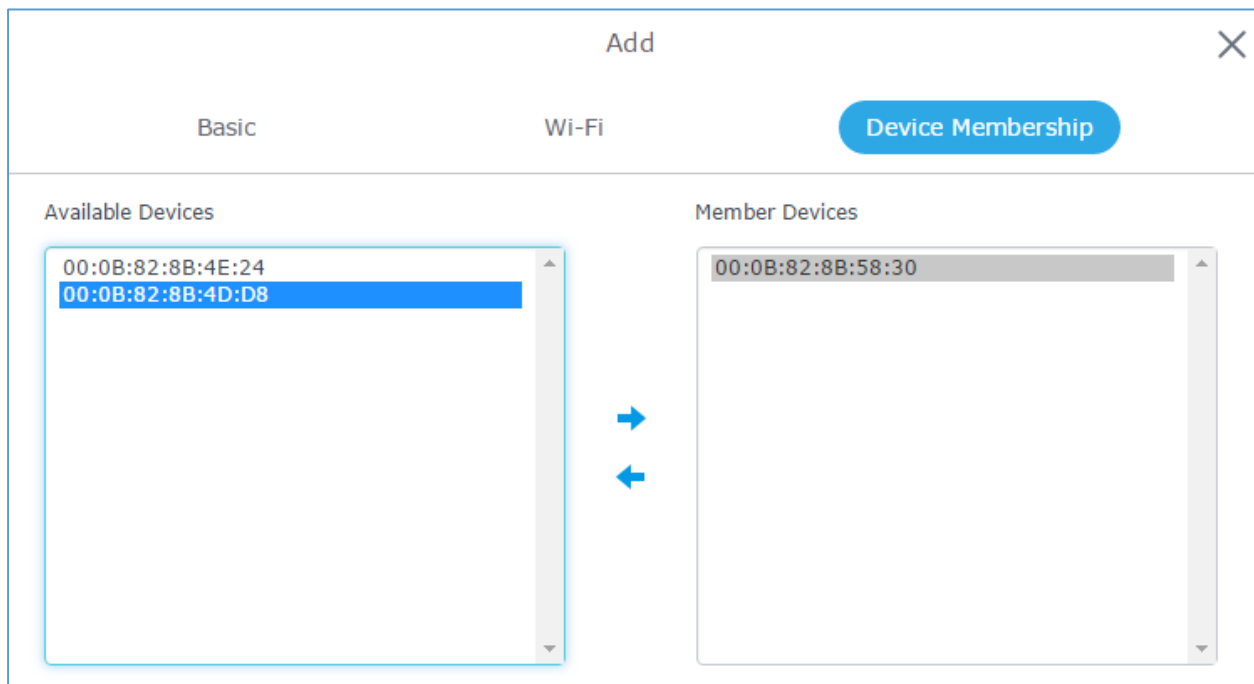 Add
Basic Wi-Fi Device Membership
Available Devices
00:0B:82:8B:4E:24
00:0B:82:8B:4D:D8
Member Devices
00:0B:82:8B:58:30